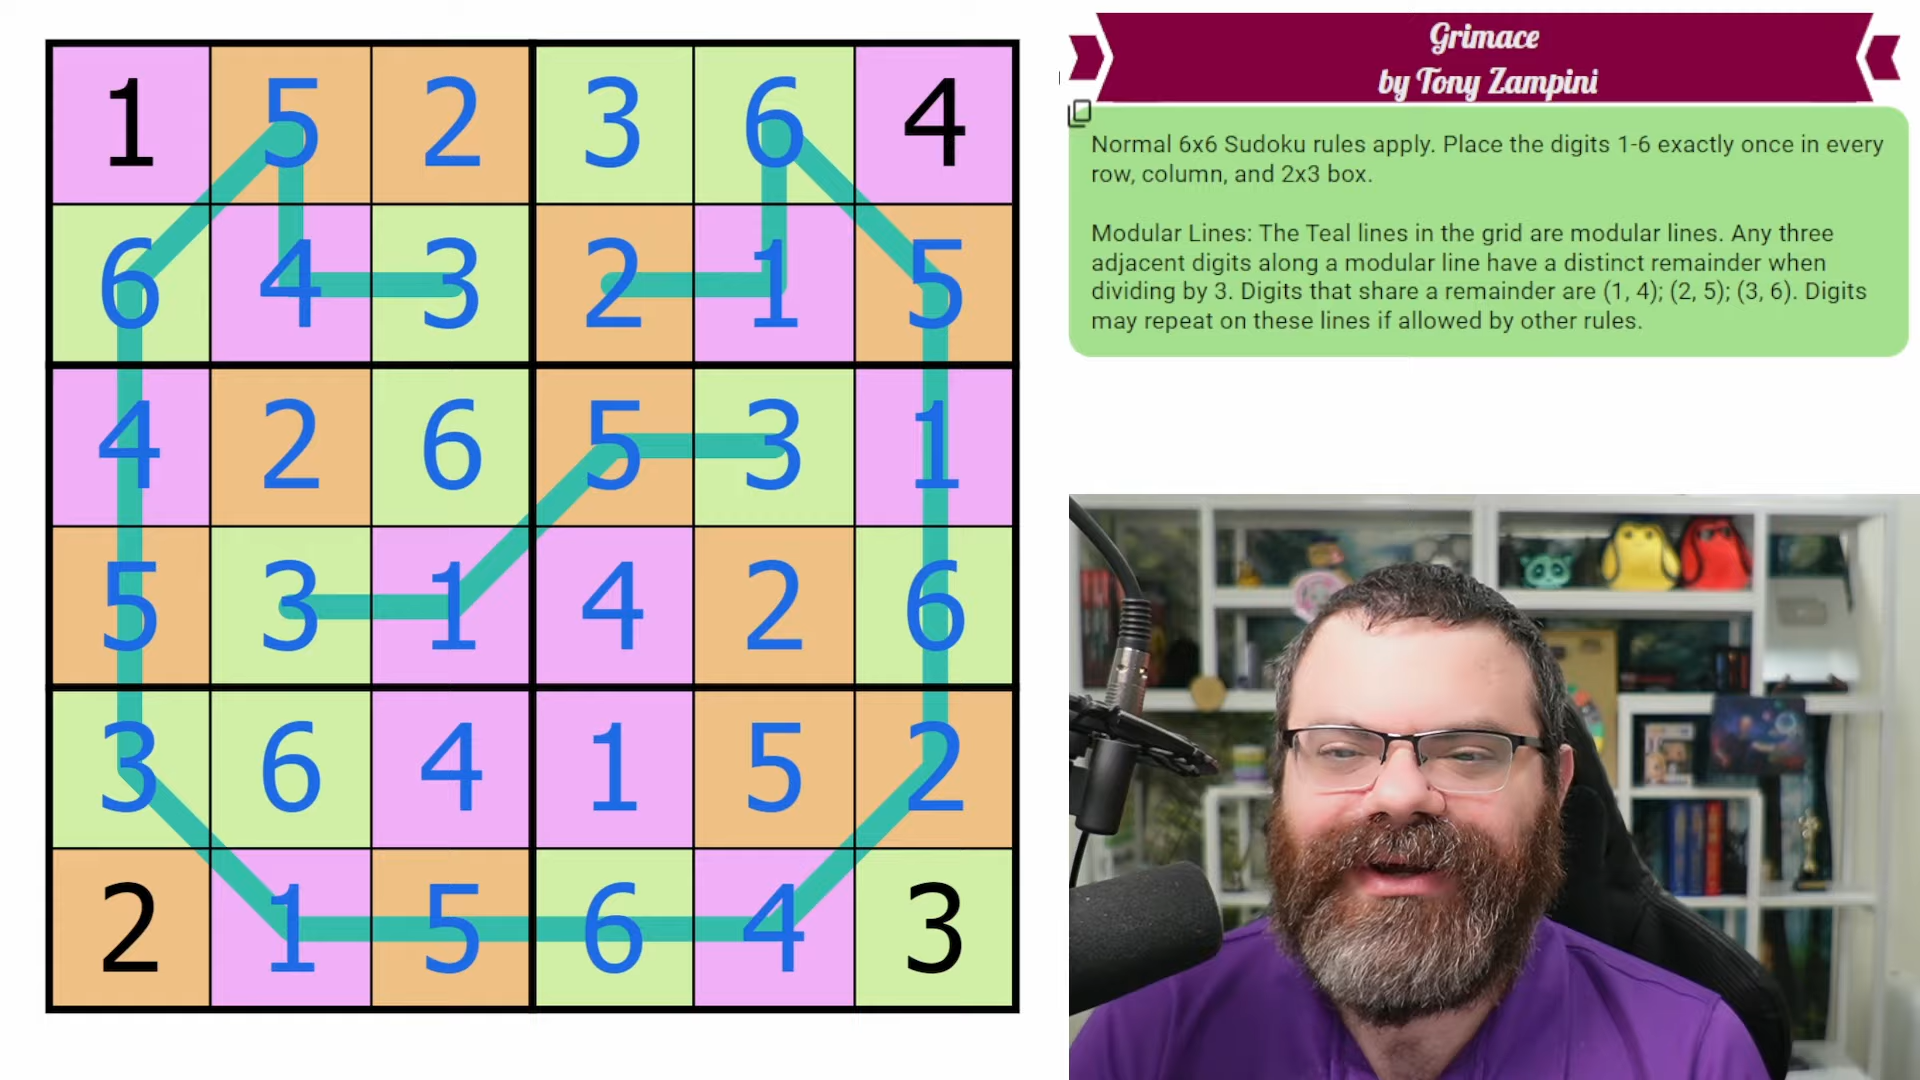 Grimace
by Tony Zampini
Normal 6x6 Sudoku rules apply. Place the digits 1-6 exactly once in every
row, column, and 2x3 box.
Modular Lines: The Teal lines in the grid are modular lines. Any three
adjacent digits along a modular line have a distinct remainder when
dividing by 3. Digits that share a remainder are (1, 4); (2, 5); (3, 6). Digits
may repeat on these lines if allowed by other rules.
1 5 2 3 6 4
6 4 3 2 1 5
4 2 6 5 3 1
5 3 1 4 2 6
3 6 4 1 5 2
2 1 5 6 4 3